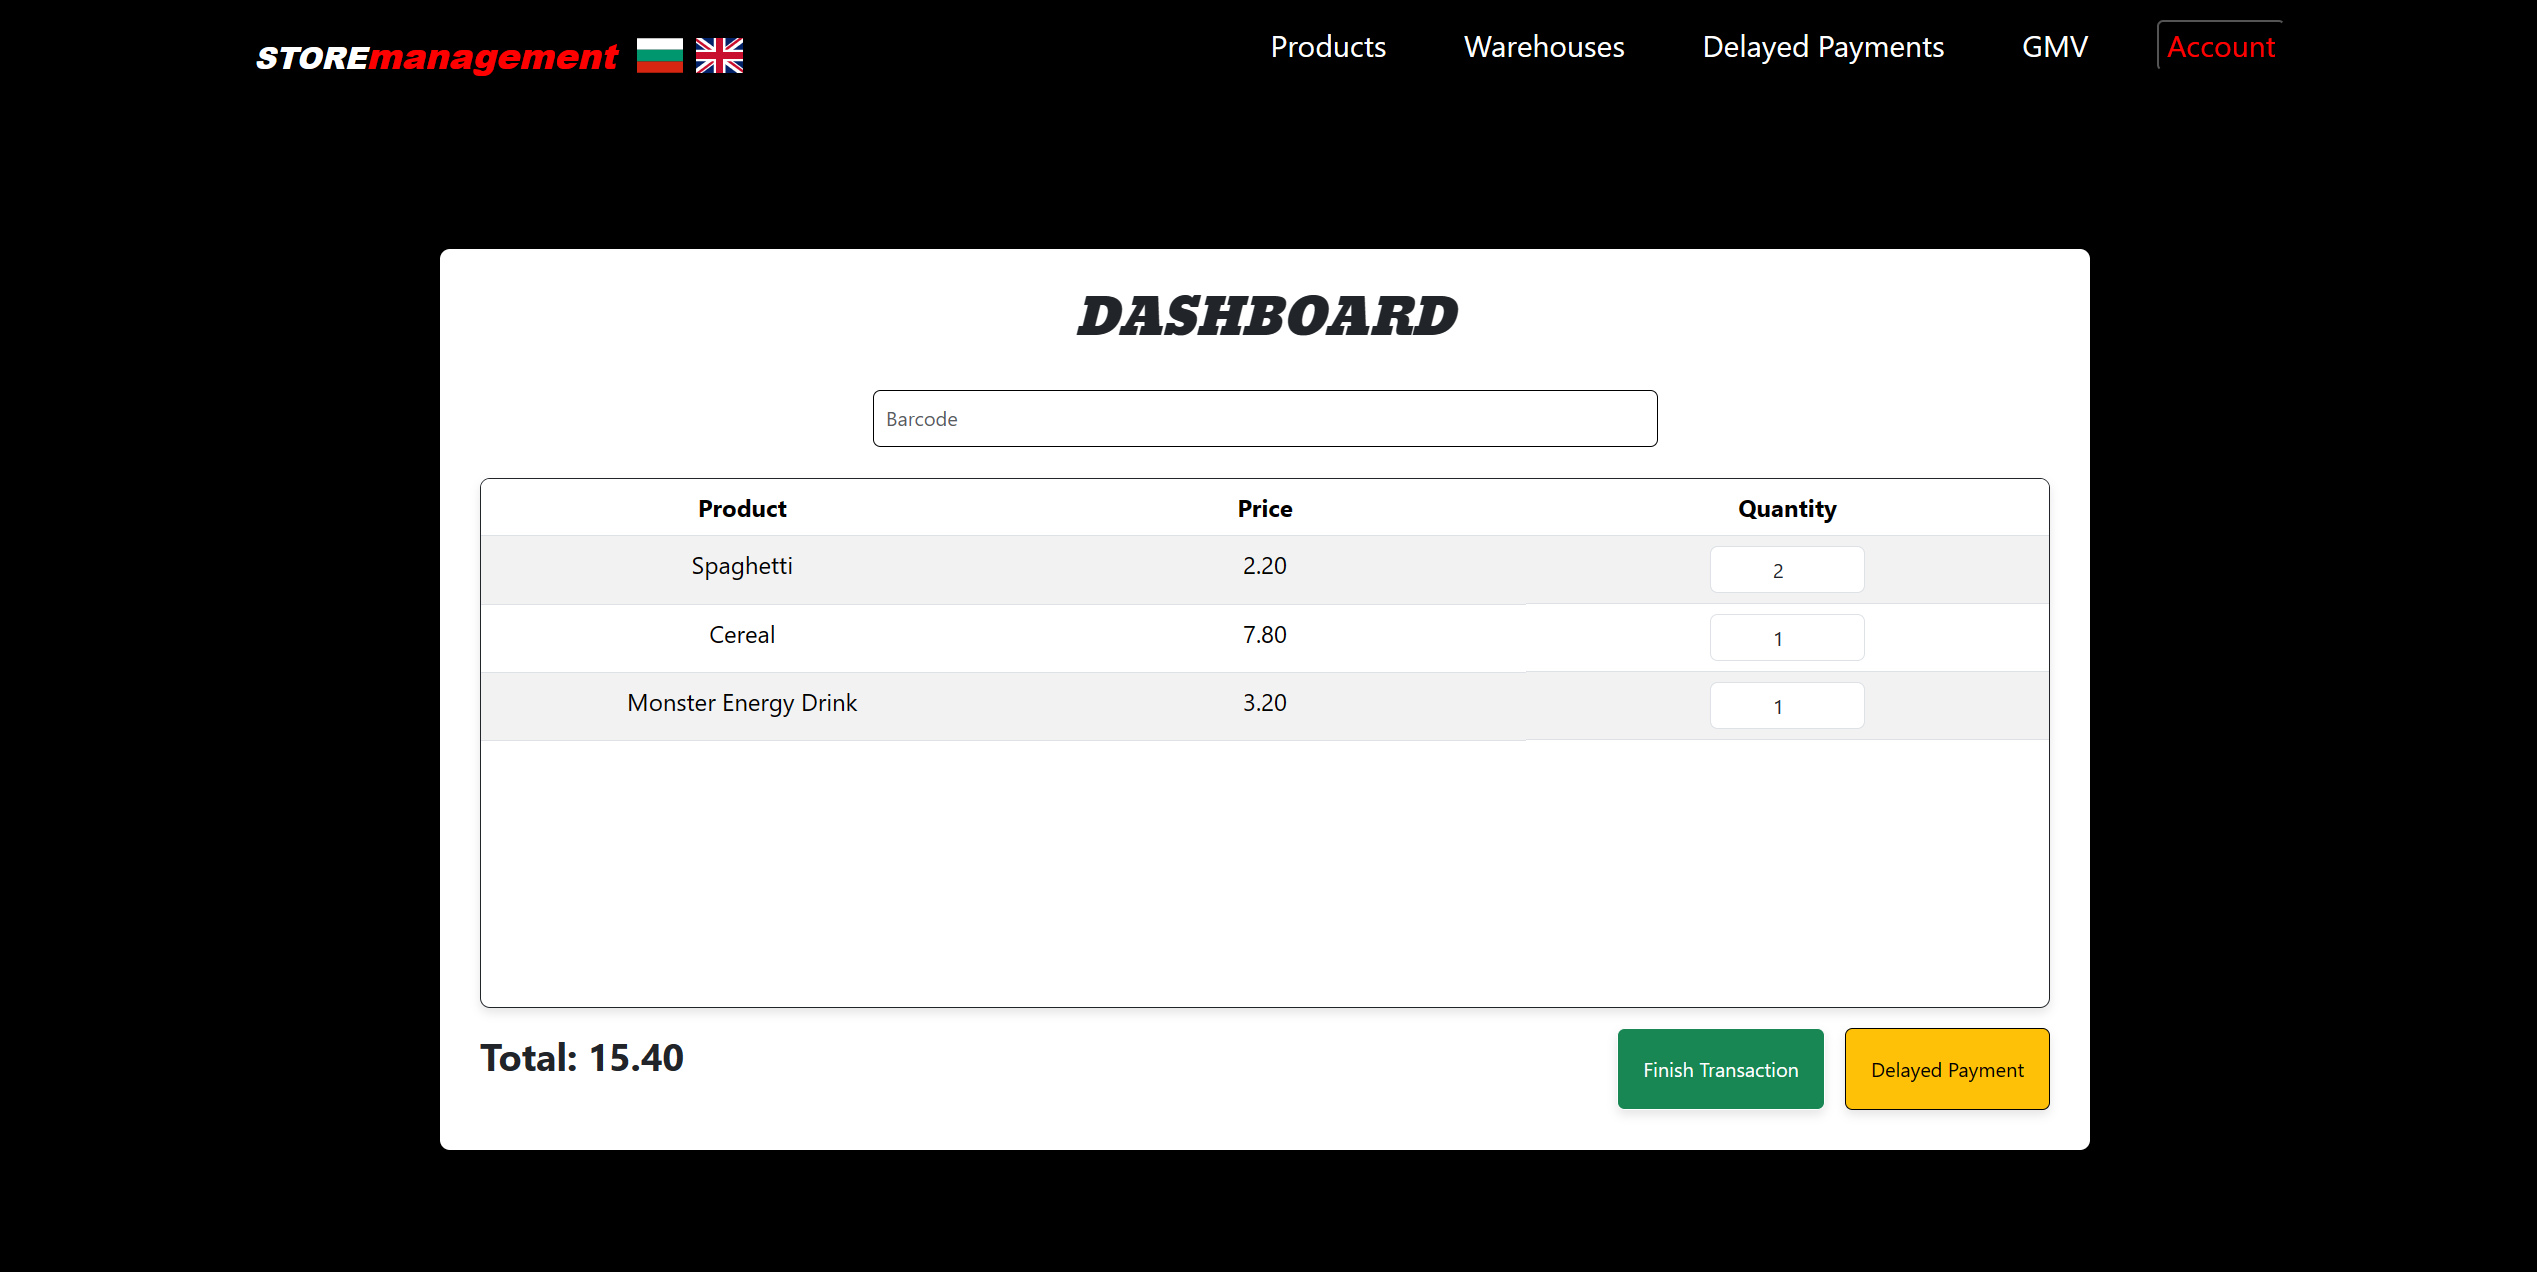 STOREmanagement Products Warehouses Delayed Payments GMV Account
DASHBOARD
Barcode
Product Price Quantity
Spaghetti 2.20 2
Cereal 7.80 1
Monster Energy Drink 3.20 1
Total: 15.40 Finish Transaction Delayed Payment